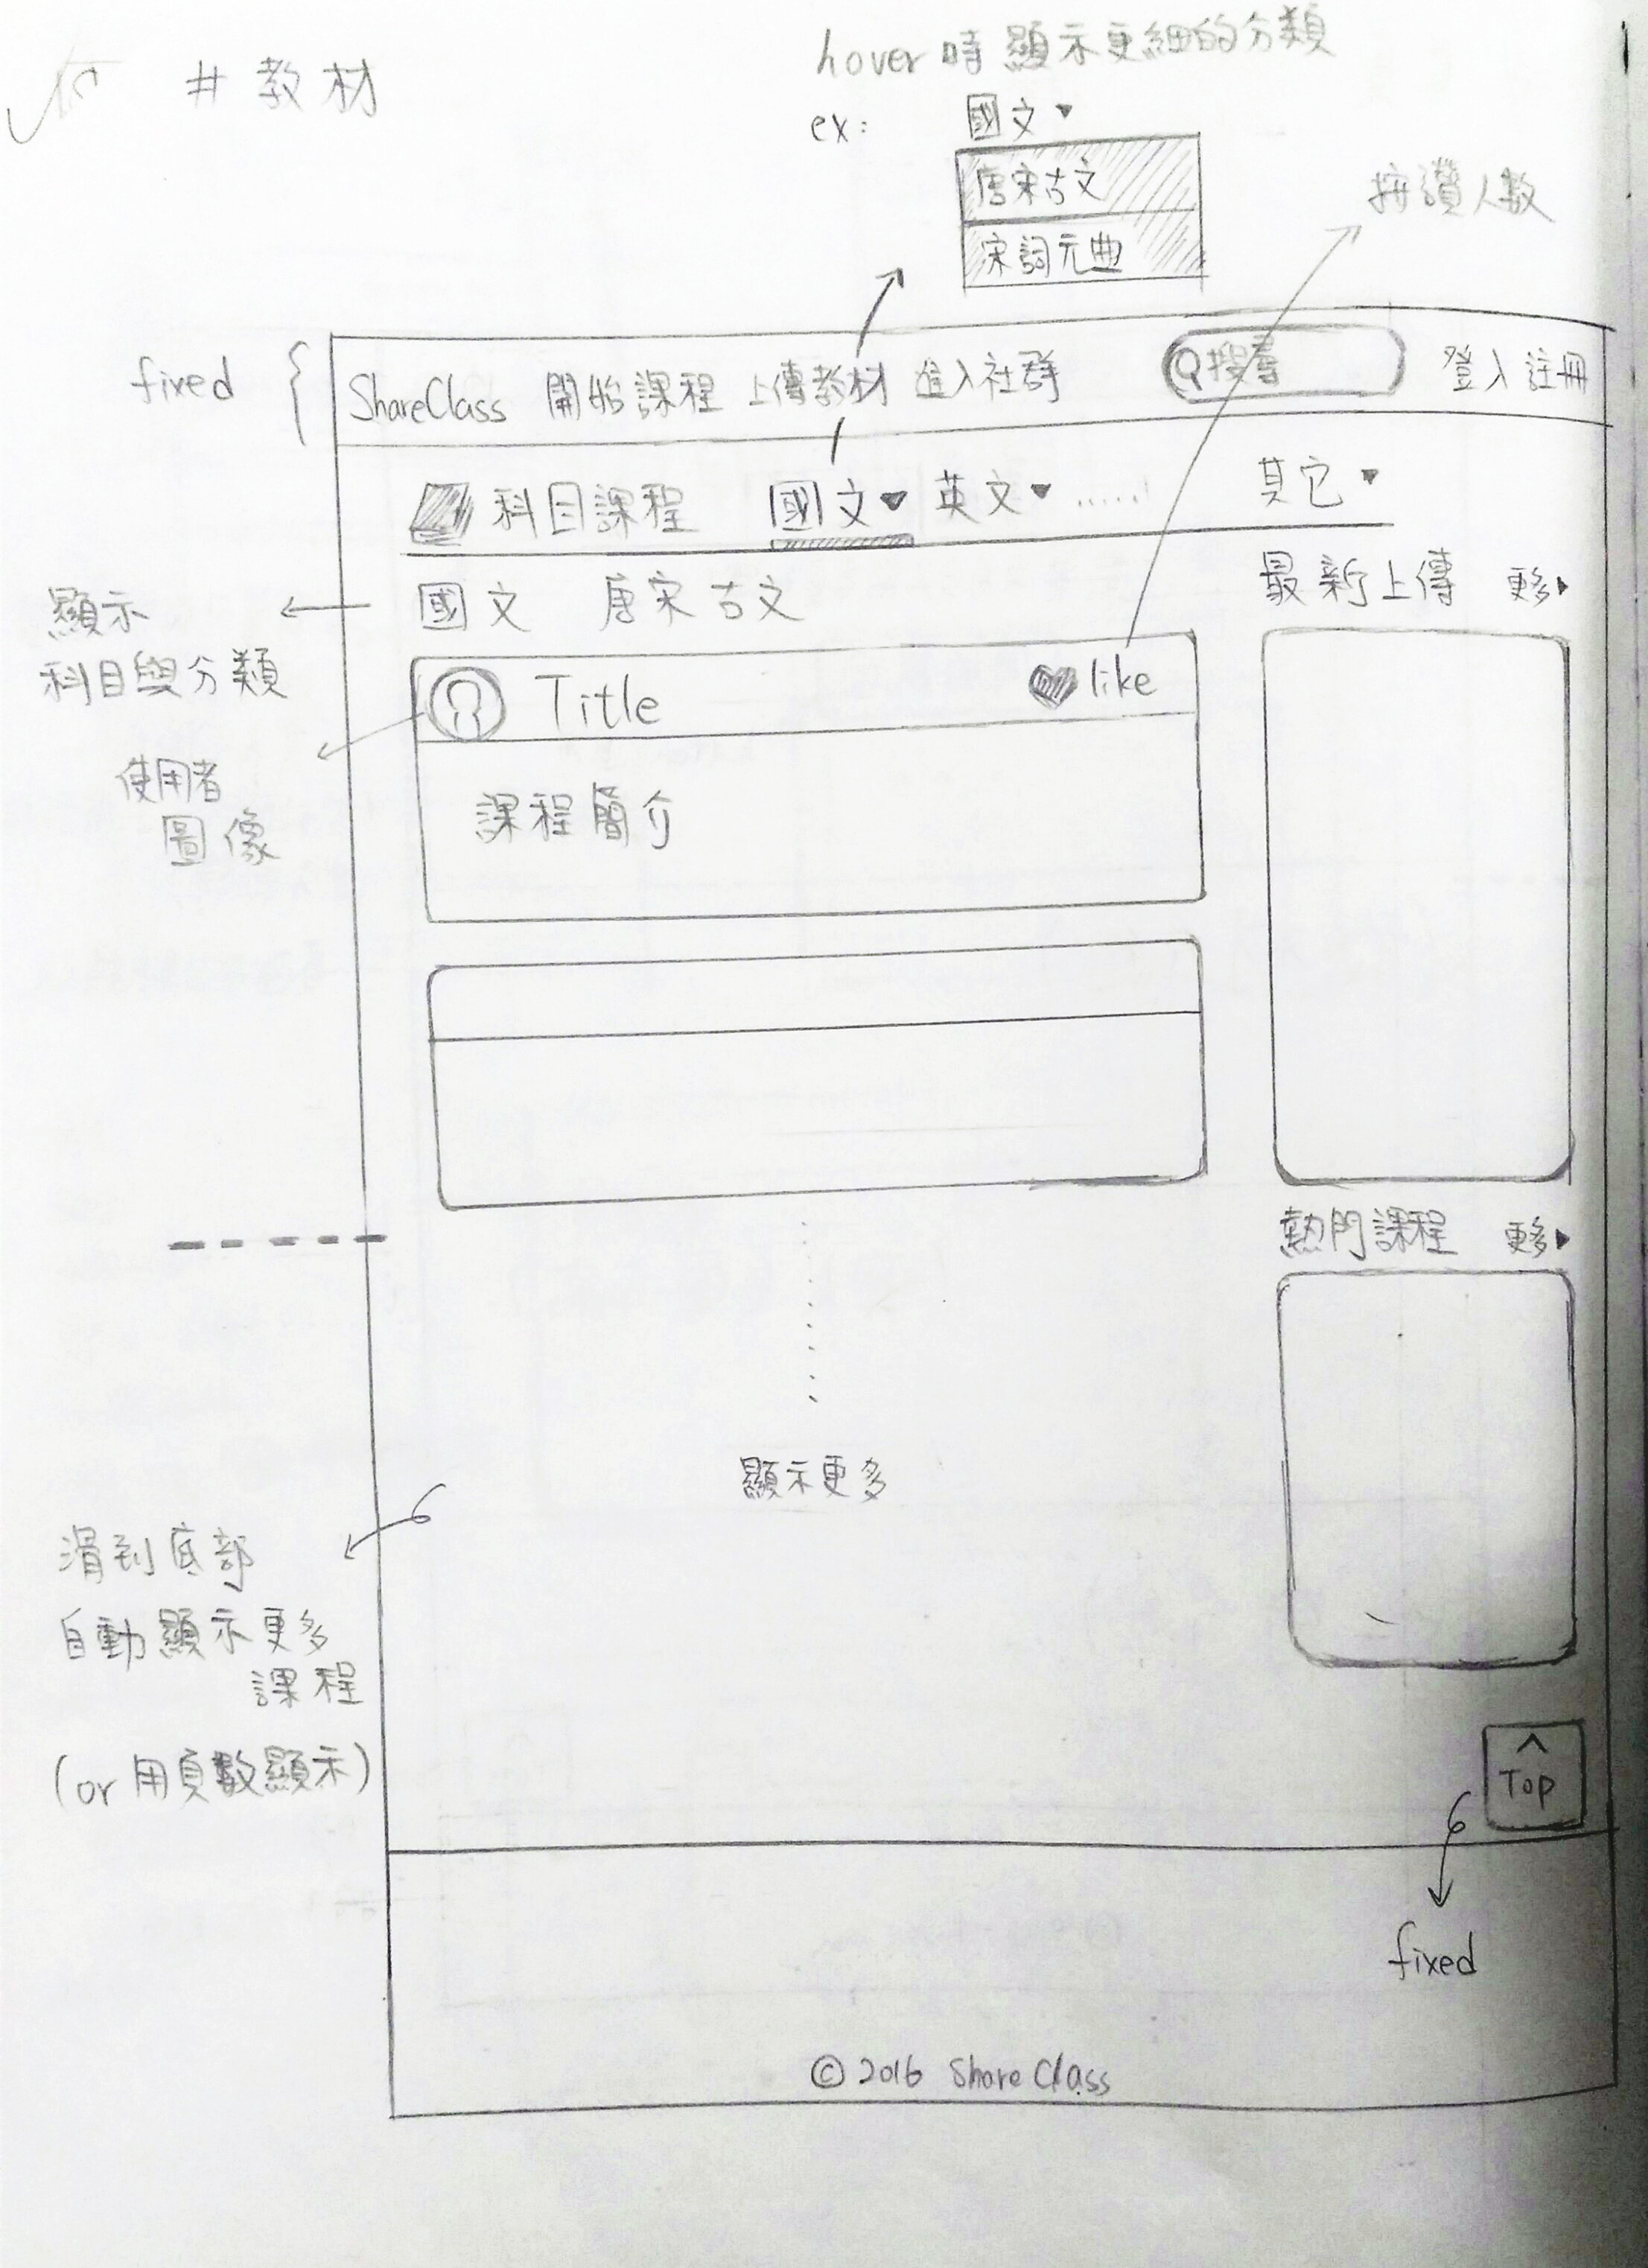 # 教材
hover 時顯示更細的分類
ex: 國文▾
唐宋古文
宋詞元曲
按讚人數
fixed
ShareClass 開始課程 上傳教材 進入社群 搜尋 登入 註冊
科目課程 國文▾ 英文▾ ...... 其它▾
國文 唐宋古文
最新上傳 更多▸
顯示
科目與分類
Title like
使用者
圖像
課程簡介
熱門課程 更多▸
顯示更多
滑到底部
自動顯示更多
課程
(or 用頁數顯示)
^
Top
fixed
© 2016 ShareClass